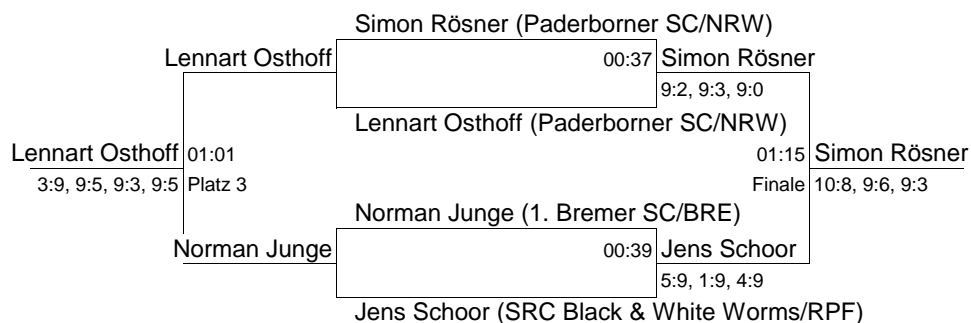 Simon Rösner (Paderborner SC/NRW)
Lennart Osthoff 00:37 Simon Rösner
9:2, 9:3, 9:0
Lennart Osthoff (Paderborner SC/NRW)
Lennart Osthoff 01:01 01:15 Simon Rösner
3:9, 9:5, 9:3, 9:5 Platz 3 Finale 10:8, 9:6, 9:3
Norman Junge (1. Bremer SC/BRE)
Norman Junge 00:39 Jens Schoor
5:9, 1:9, 4:9
Jens Schoor (SRC Black & White Worms/RPF)